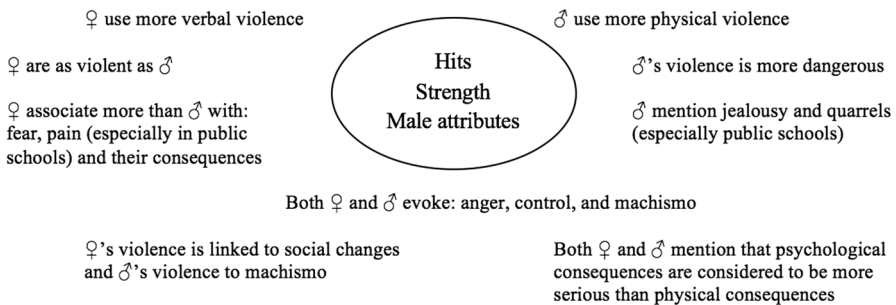 ♀ use more verbal violence
♂ use more physical violence
♀ are as violent as ♂
Hits
Strength
Male attributes
♂'s violence is more dangerous
♀ associate more than ♂ with:
fear, pain (especially in public
schools) and their consequences
♂ mention jealousy and quarrels
(especially public schools)
Both ♀ and ♂ evoke: anger, control, and machismo
♀'s violence is linked to social changes
and ♂'s violence to machismo
Both ♀ and ♂ mention that psychological
consequences are considered to be more
serious than physical consequences